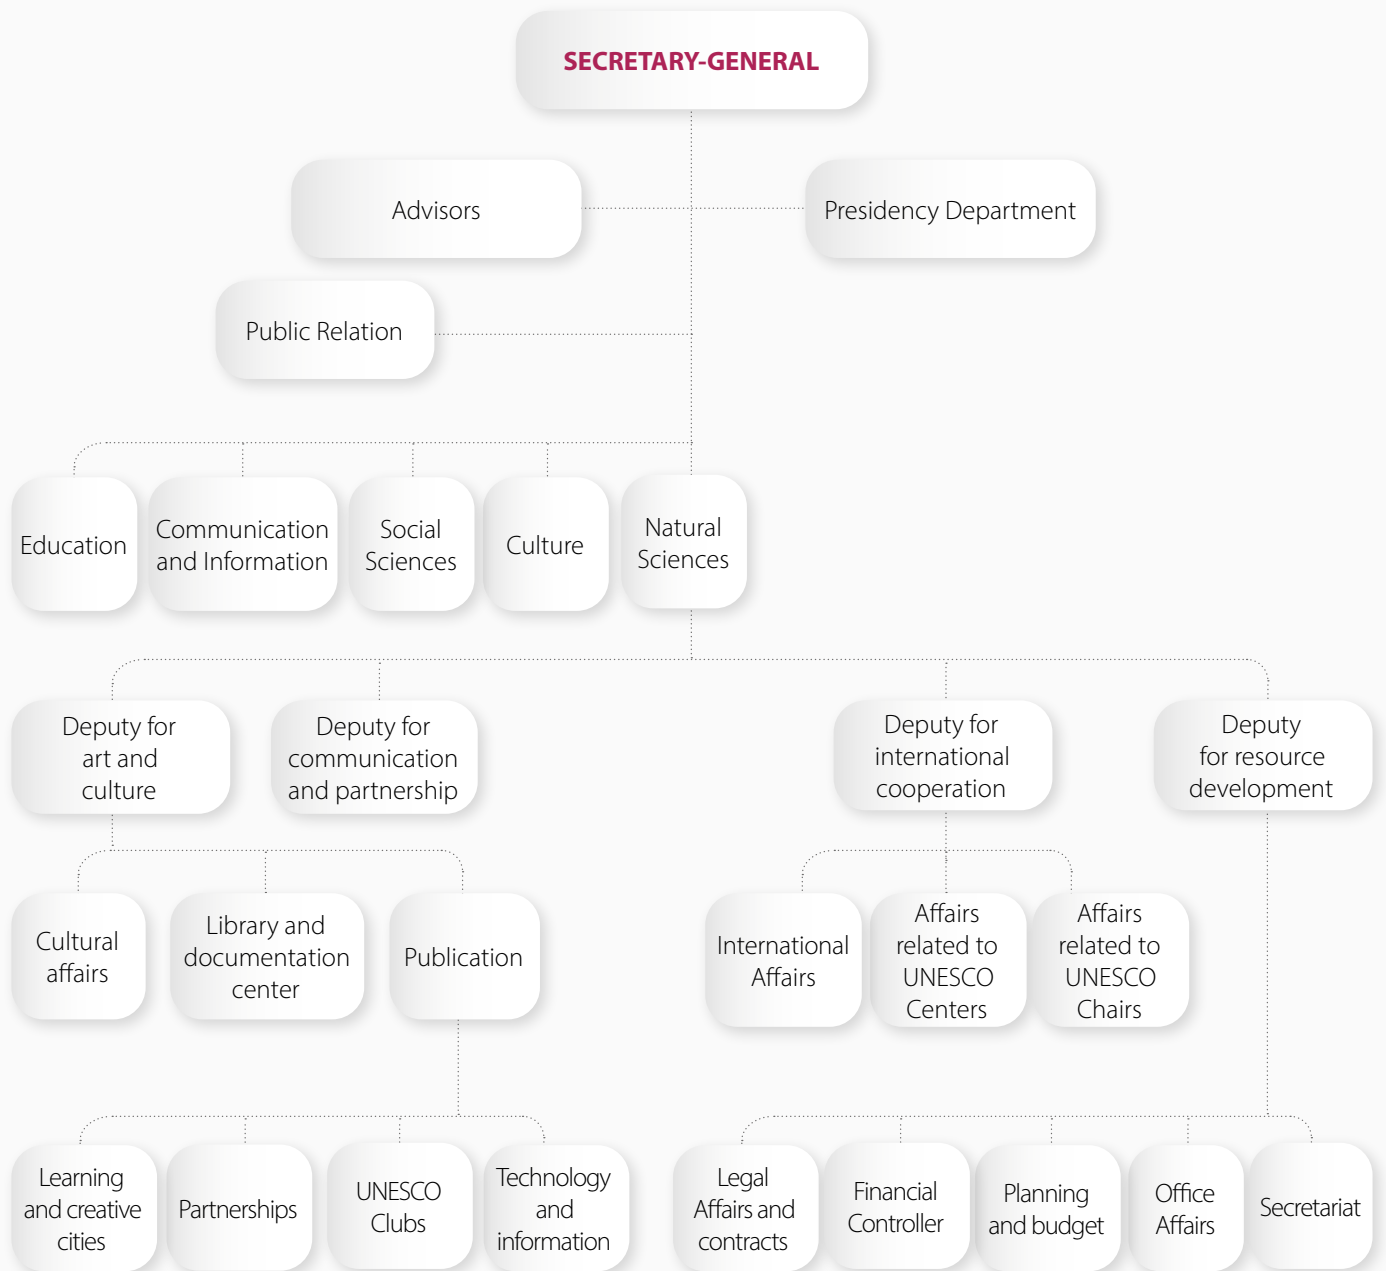 SECRETARY-GENERAL
Advisors
Presidency Department
Public Relation
Education
Communication
and Information
Social
Sciences
Culture
Natural
Sciences
Deputy for
art and
culture
Deputy for
communication
and partnership
Deputy for
international
cooperation
Deputy
for resource
development
Cultural
affairs
Library and
documentation
center
Publication
International
Affairs
Affairs
related to
UNESCO
Centers
Affairs
related to
UNESCO
Chairs
Learning
and creative
cities
Partnerships
UNESCO
Clubs
Technology
and
information
Legal
Affairs and
contracts
Financial
Controller
Planning
and budget
Office
Affairs
Secretariat